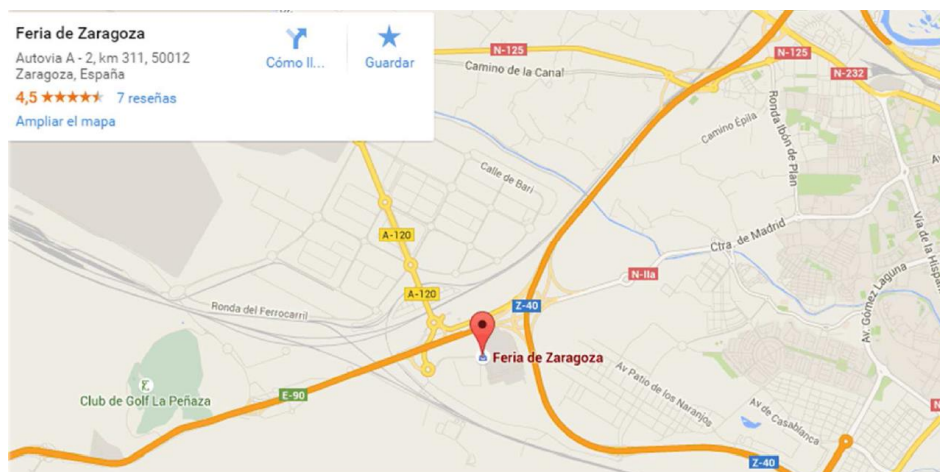 Feria de Zaragoza
Autovia A - 2, km 311, 50012
Zaragoza, España
4,5
7 reseñas
Ampliar el mapa
Cómo ll...
Guardar
N-125
Camino de la Canal
N-125
N-232
Camino Épila
Ronda Ibón de Plan
Calle de Bari
A-120
Ctra. de Madrid
Vía de la Hispan
N-IIa
A-120
Ronda del Ferrocarril
Z-40
Av. Gómez Laguna
Feria de Zaragoza
Av Patio de los Naranjos
E-90
Club de Golf La Peñaza
Av de Casablanca
Z-40